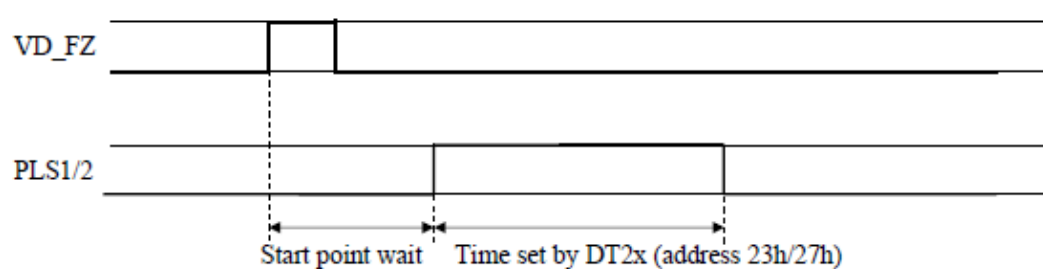 VD_FZ
PLS1/2
Start point wait Time set by DT2x (address 23h/27h)